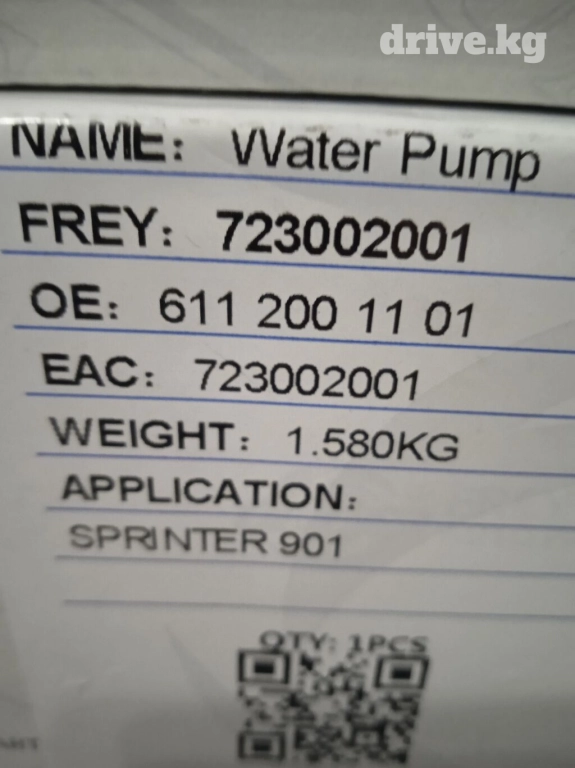 drive.kg
NAME: Water Pump
FREY: 723002001
OE: 611 200 11 01
EAC: 723002001
WEIGHT: 1.580KG
APPLICATION:
SPRINTER 901
QTY: 1PCS